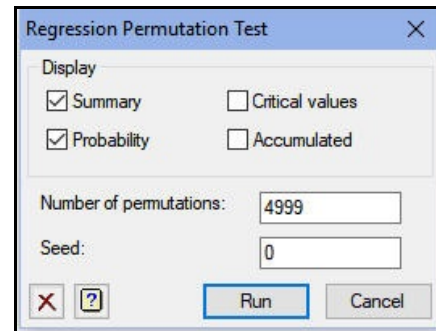 Regression Permutation Test
Display
Summary Critical values
Probability Accumulated
Number of permutations: 4999
Seed: 0
? Run Cancel